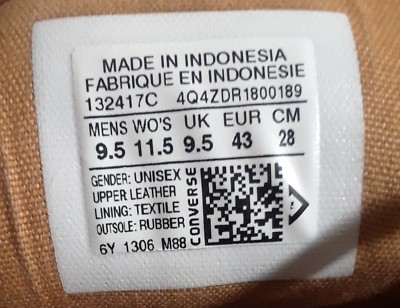 MADE IN INDONESIA
FABRIQUE EN INDONESIE
132417C 4Q4ZDR1800189
MENS WO'S UK EUR CM
9.5 11.5 9.5 43 28
GENDER: UNISEX
UPPER: LEATHER
LINING: TEXTILE
OUTSOLE: RUBBER
6Y 1306 M88
CONVERSE